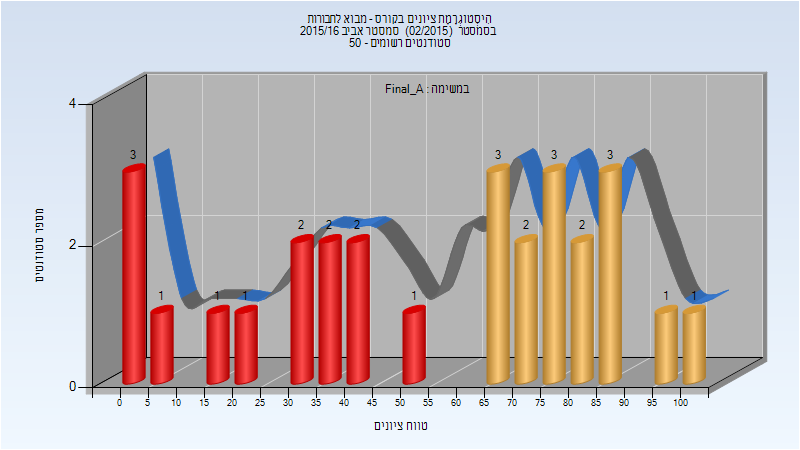 היסטוגרמת ציונים בקורס - מבוא לחבורות
בסמסטר (02/2015) סמסטר אביב 2015/16
סטודנטים רשומים - 50
במשימה : Final_A
מספר סטודנטים
4
2
0
3
1
1
1
2
2
2
1
3
2
3
2
3
1
1
0 5 10 15 20 25 30 35 40 45 50 55 60 65 70 75 80 85 90 95 100
טווח ציונים